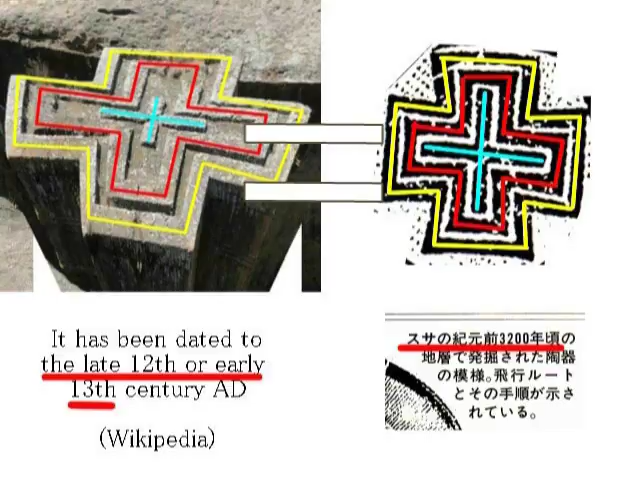 It has been dated to
the late 12th or early
13th century AD
(Wikipedia)
スサの紀元前3200年頃の
地層で発掘された陶器
の模様。飛行ルート
とその手順が示さ
れている。